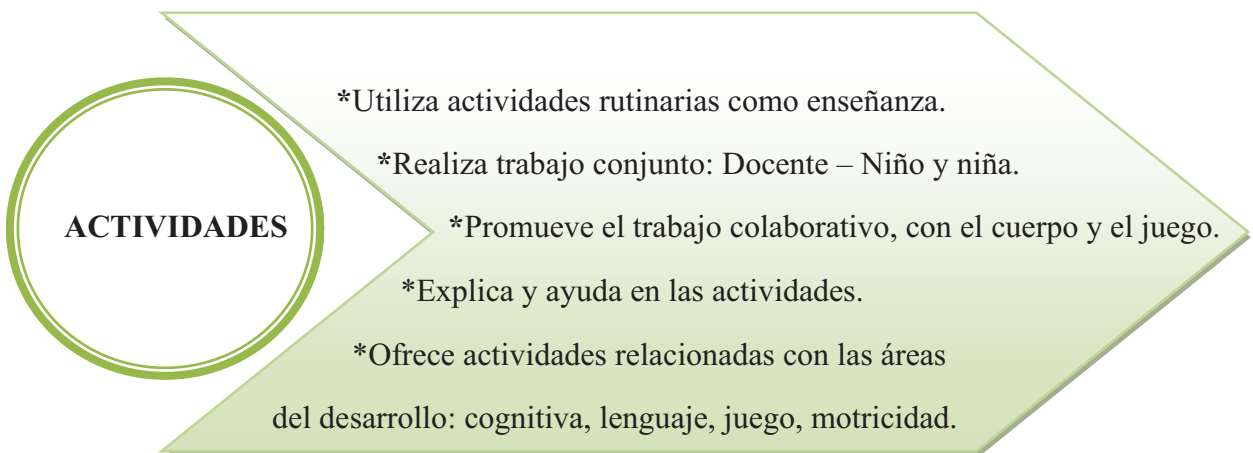 ACTIVIDADES
*Utiliza actividades rutinarias como enseñanza.
*Realiza trabajo conjunto: Docente – Niño y niña.
*Promueve el trabajo colaborativo, con el cuerpo y el juego.
*Explica y ayuda en las actividades.
*Ofrece actividades relacionadas con las áreas
del desarrollo: cognitiva, lenguaje, juego, motricidad.